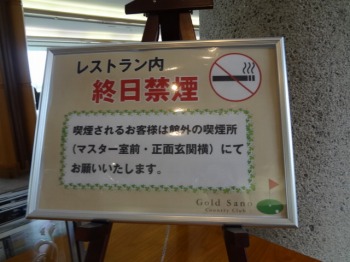 レストラン内
終日禁煙
喫煙されるお客様は館外の喫煙所
（マスター室前・正面玄関横）にて
お願いいたします。
Gold Sano
Country Club